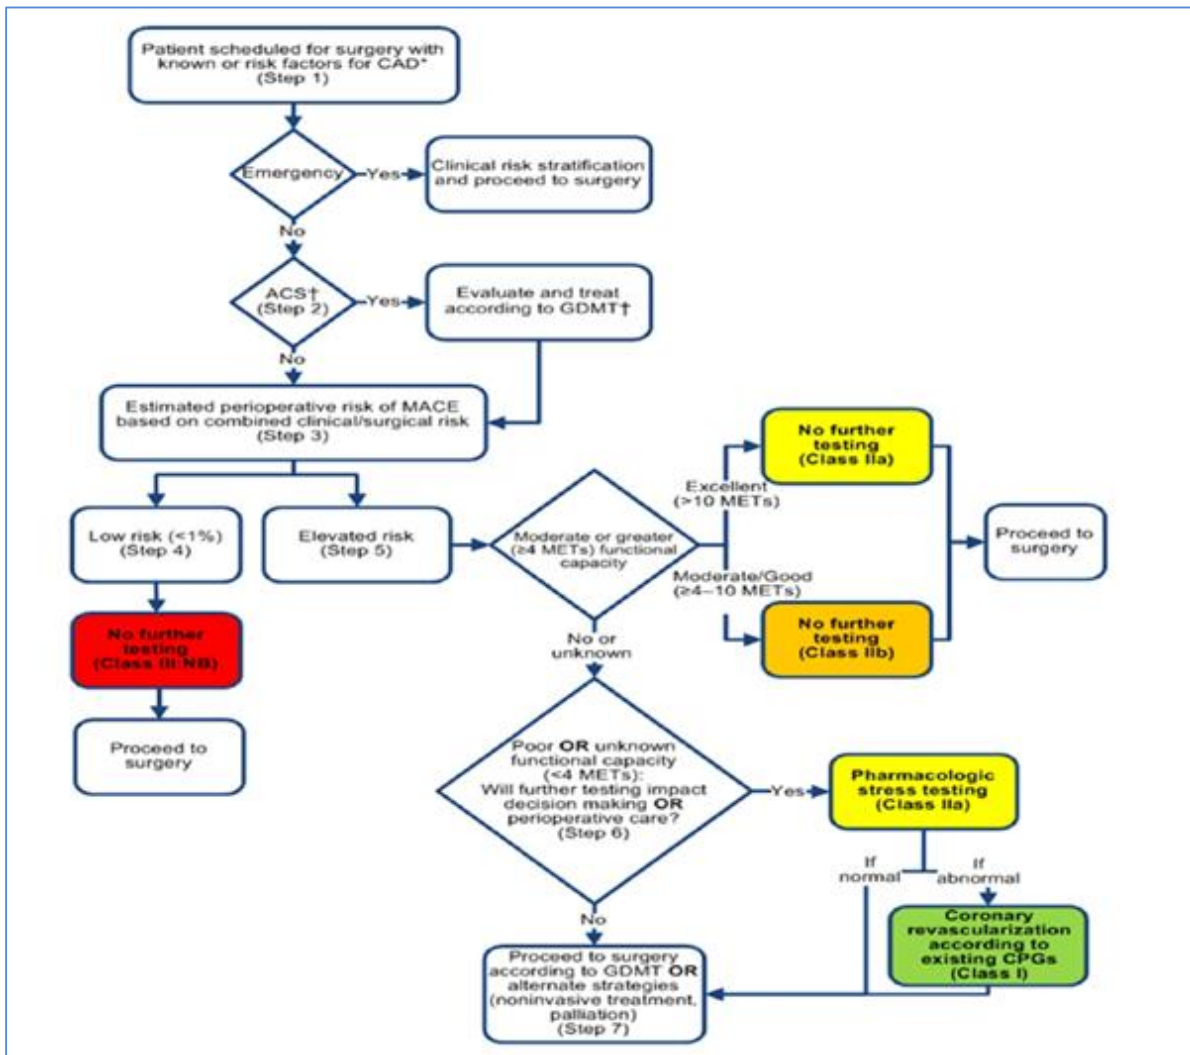 Patient scheduled for surgery with
known or risk factors for CAD*
(Step 1)
Emergency
Yes
Clinical risk stratification
and proceed to surgery
No
ACS†
(Step 2)
Yes
Evaluate and treat
according to GDMT†
No
Estimated perioperative risk of MACE
based on combined clinical/surgical risk
(Step 3)
Low risk (<1%)
(Step 4)
Elevated risk
(Step 5)
Moderate or greater
(≥4 METs) functional
capacity
Excellent
(>10 METs)
No further
testing
(Class IIa)
Moderate/Good
(≥4–10 METs)
No further
testing
(Class IIb)
Proceed to
surgery
No further
testing
(Class III:NB)
Proceed to
surgery
No or
unknown
Poor OR unknown
functional capacity
(<4 METs):
Will further testing impact
decision making OR
perioperative care?
(Step 6)
Yes
Pharmacologic
stress testing
(Class IIa)
If
normal
If
abnormal
Coronary
revascularization
according to
existing CPGs
(Class I)
No
Proceed to surgery
according to GDMT OR
alternate strategies
(noninvasive treatment,
palliation)
(Step 7)